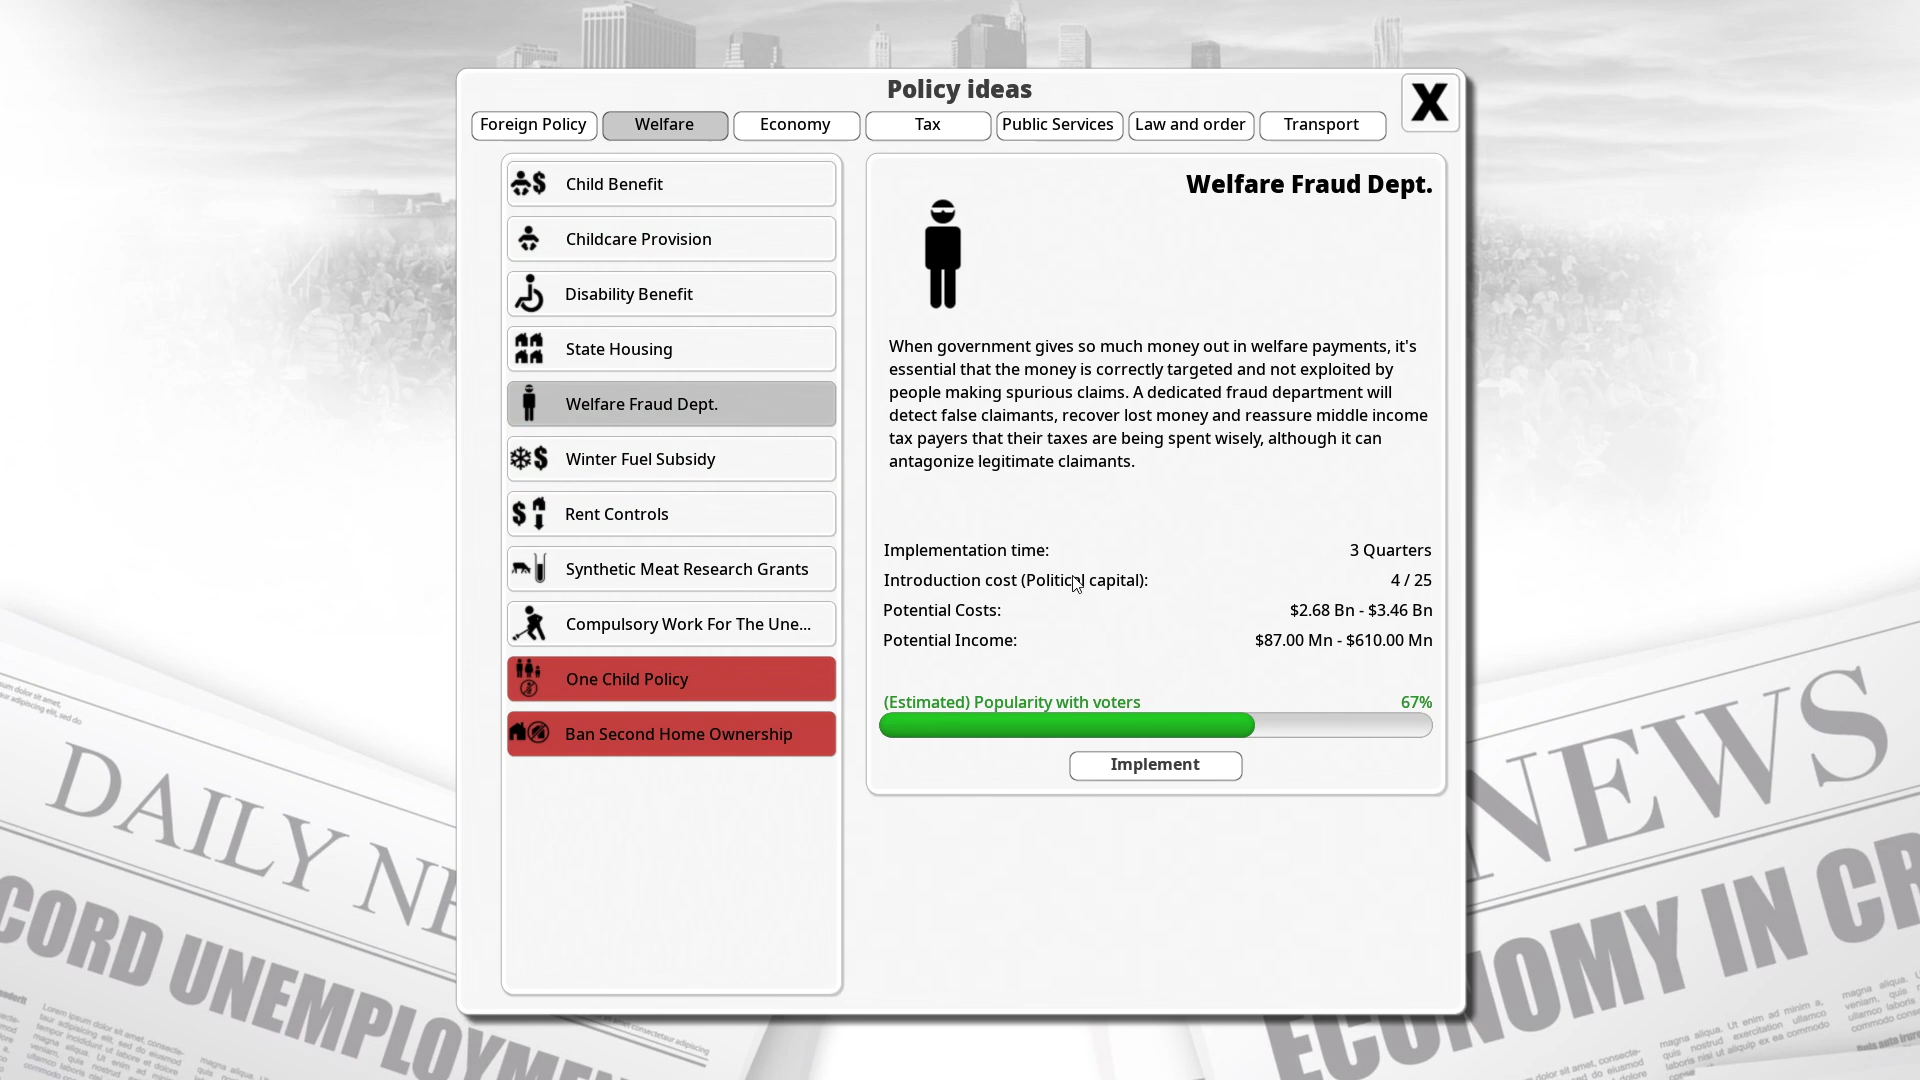 Policy ideas
X
Foreign Policy
Welfare
Economy
Tax
Public Services
Law and order
Transport
Child Benefit
Childcare Provision
Disability Benefit
State Housing
Welfare Fraud Dept.
Winter Fuel Subsidy
Rent Controls
Synthetic Meat Research Grants
Compulsory Work For The Une...
One Child Policy
Ban Second Home Ownership
Welfare Fraud Dept.
When government gives so much money out in welfare payments, it's
essential that the money is correctly targeted and not exploited by
people making spurious claims. A dedicated fraud department will
detect false claimants, recover lost money and reassure middle income
tax payers that their taxes are being spent wisely, although it can
antagonize legitimate claimants.
Implementation time: 3 Quarters
Introduction cost (Political capital): 4 / 25
Potential Costs: $2.68 Bn - $3.46 Bn
Potential Income: $87.00 Mn - $610.00 Mn
(Estimated) Popularity with voters 67%
Implement
DAILY NE
CORD UNEMPLOYME
NEWS
ECONOMY IN CR